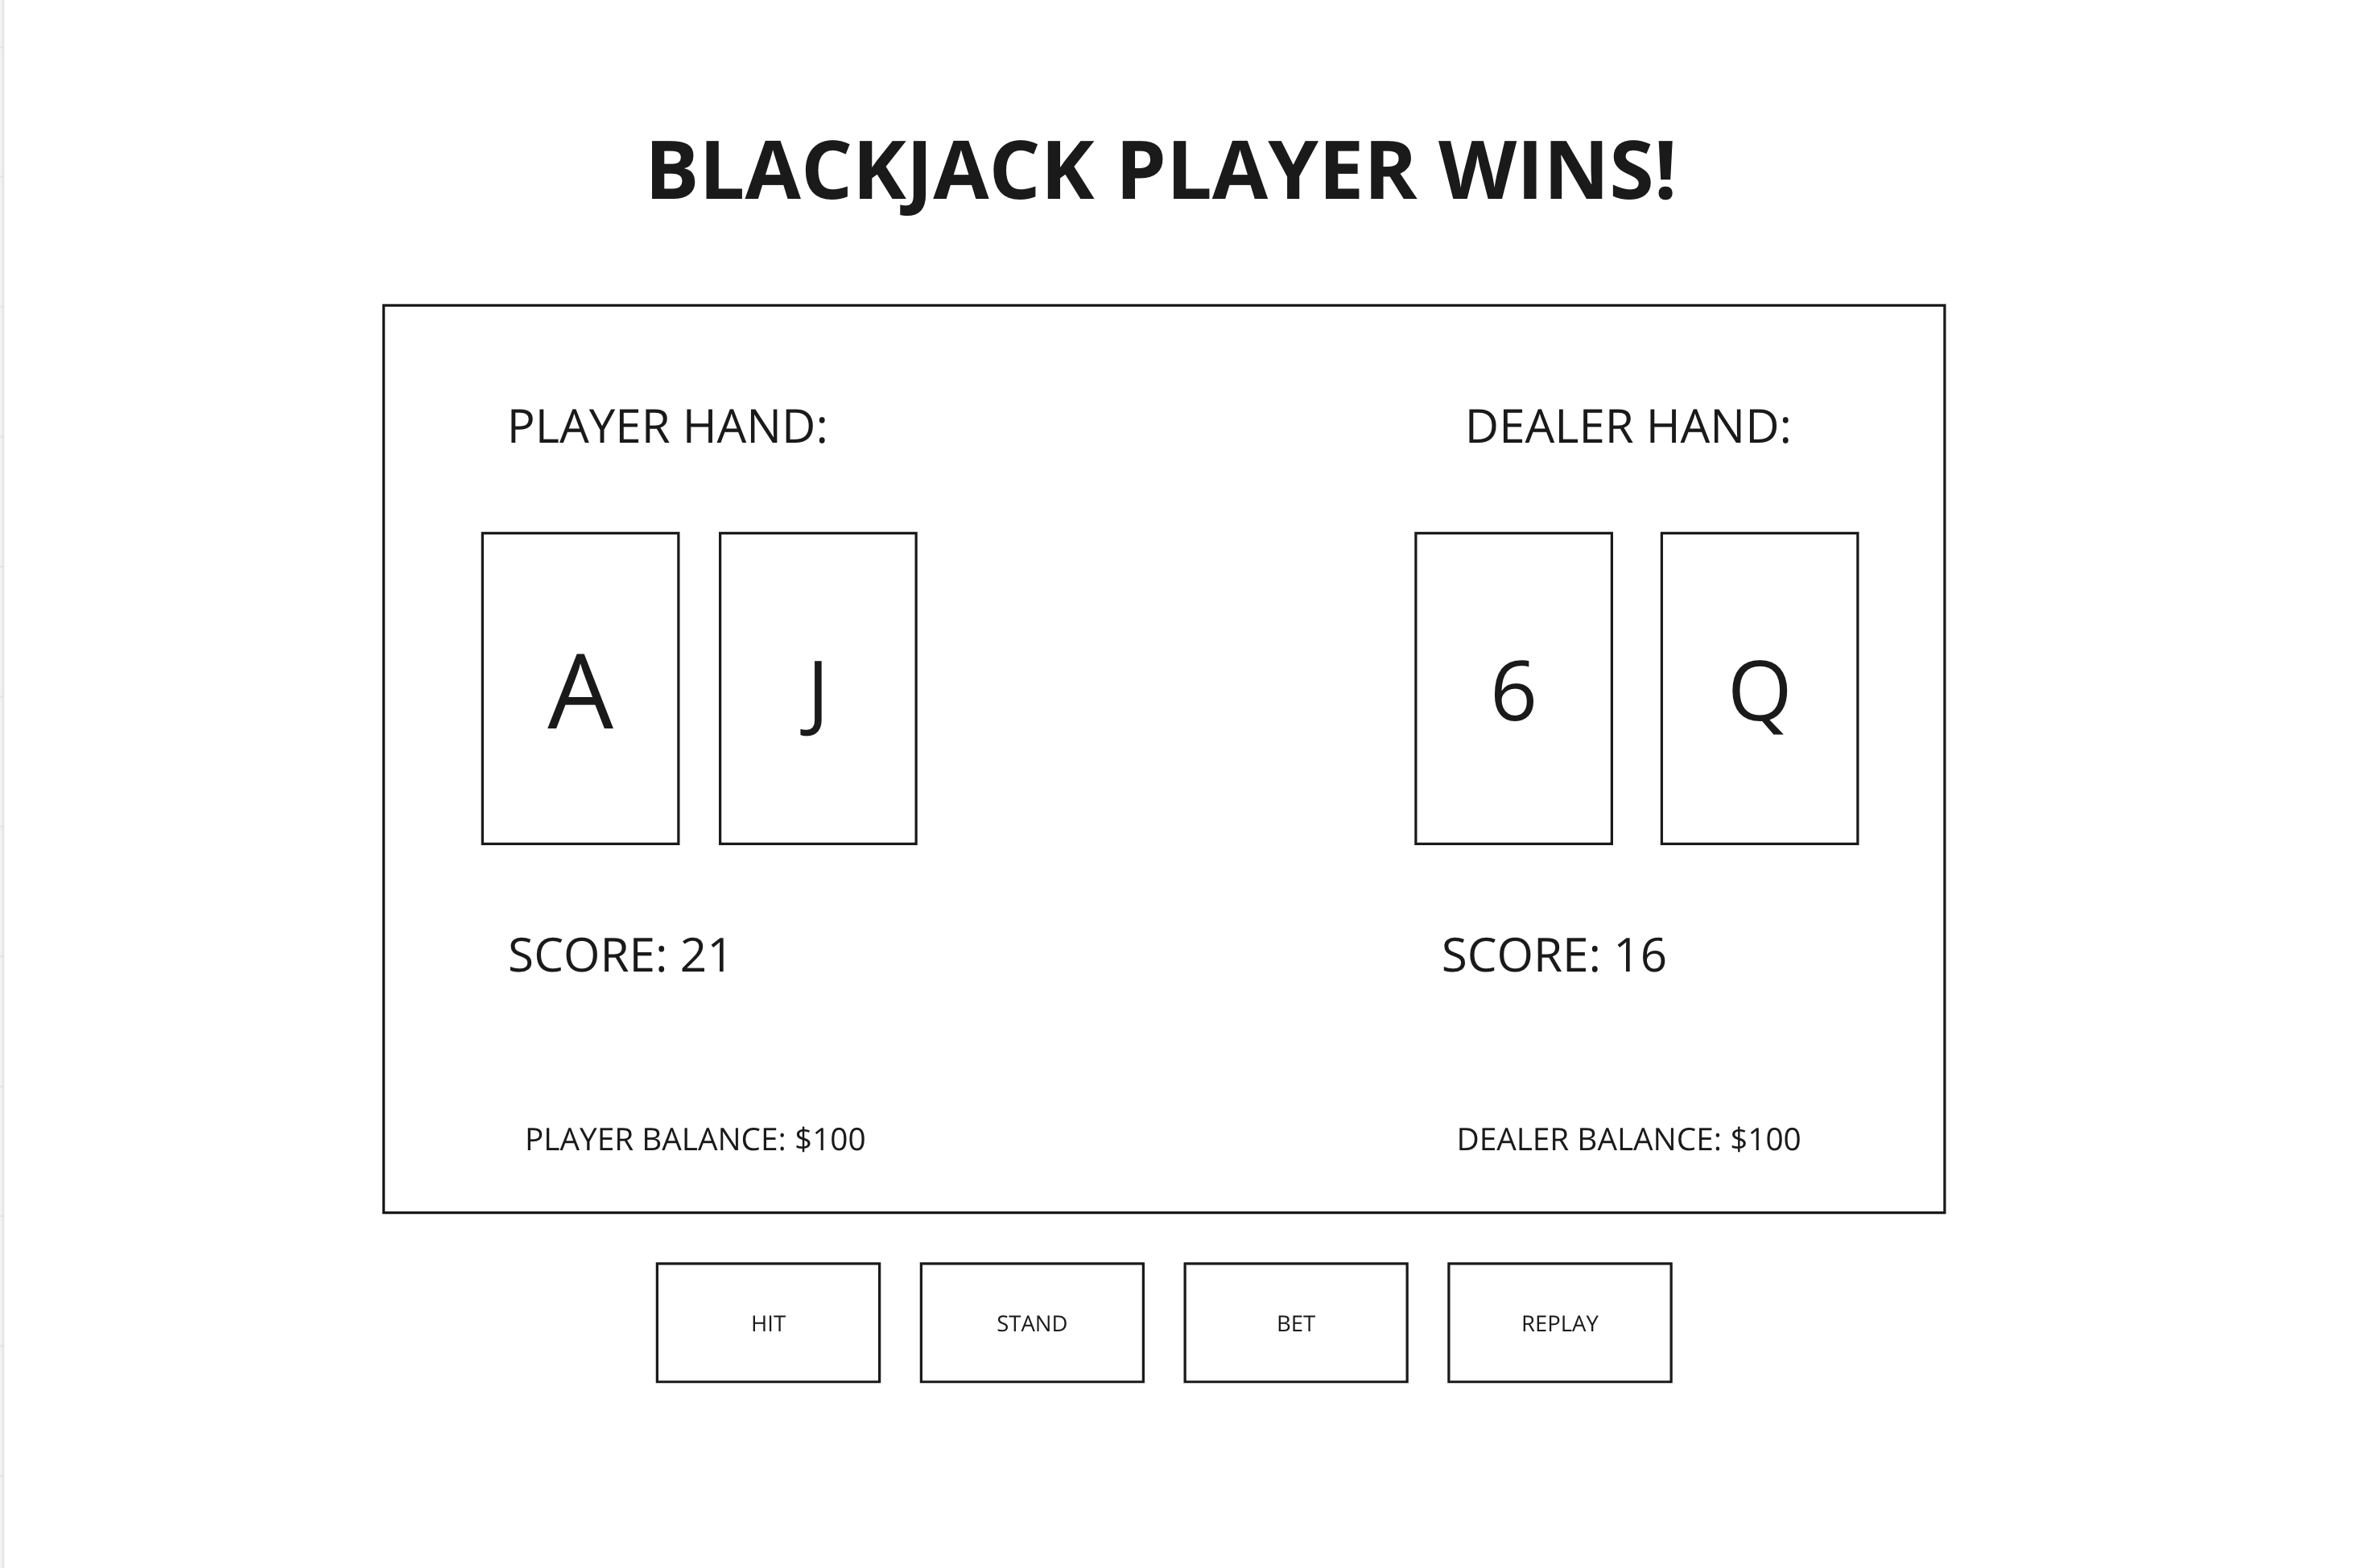 BLACKJACK PLAYER WINS!
PLAYER HAND:
DEALER HAND:
A
J
6
Q
SCORE: 21
SCORE: 16
PLAYER BALANCE: $100
DEALER BALANCE: $100
HIT
STAND
BET
REPLAY